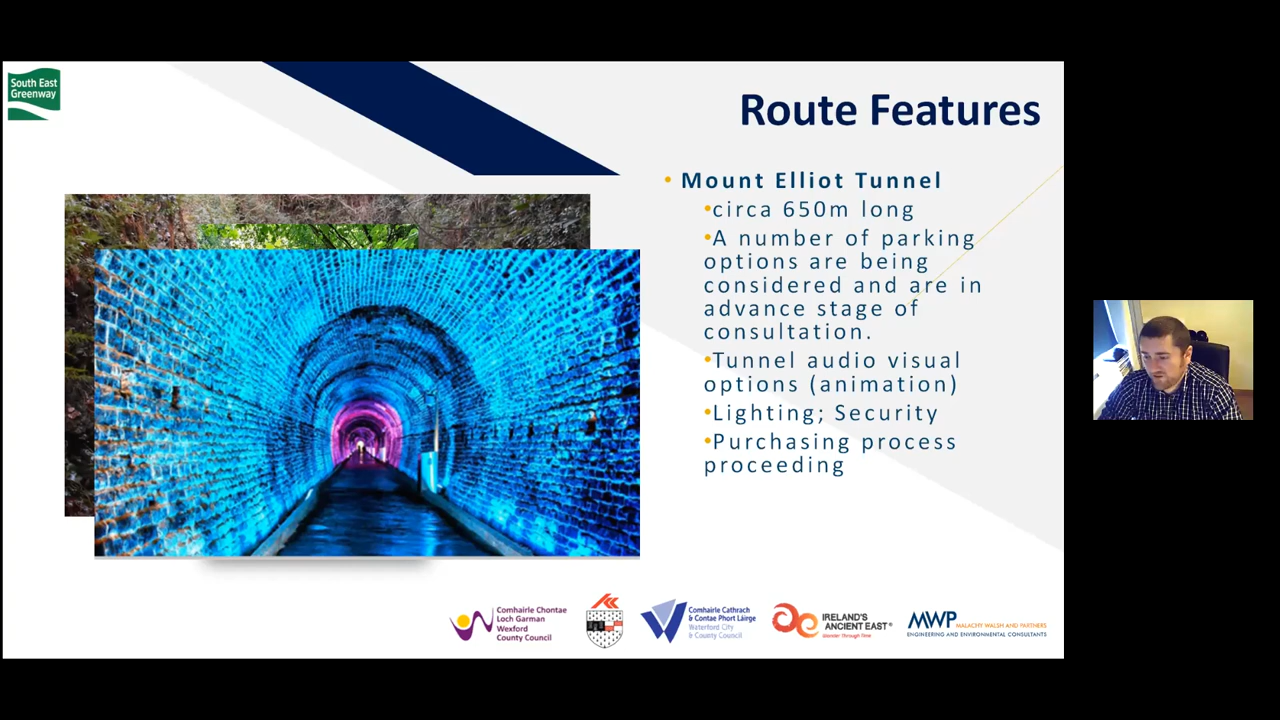 South East
Greenway
Route Features
• Mount Elliot Tunnel
•circa 650m long
•A number of parking
options are being
considered and are in
advance stage of
consultation.
•Tunnel audio visual
options (animation)
•Lighting; Security
•Purchasing process
proceeding
Comhairle Chontae
Loch Garman
Wexford
County Council
Comhairle Cathrach
& Contae Phort Láirge
Waterford City
& County Council
IRELAND'S
ANCIENT EAST®
Wander Through Time
MWP
MALACHY WALSH AND PARTNERS
ENGINEERING AND ENVIRONMENTAL CONSULTANTS